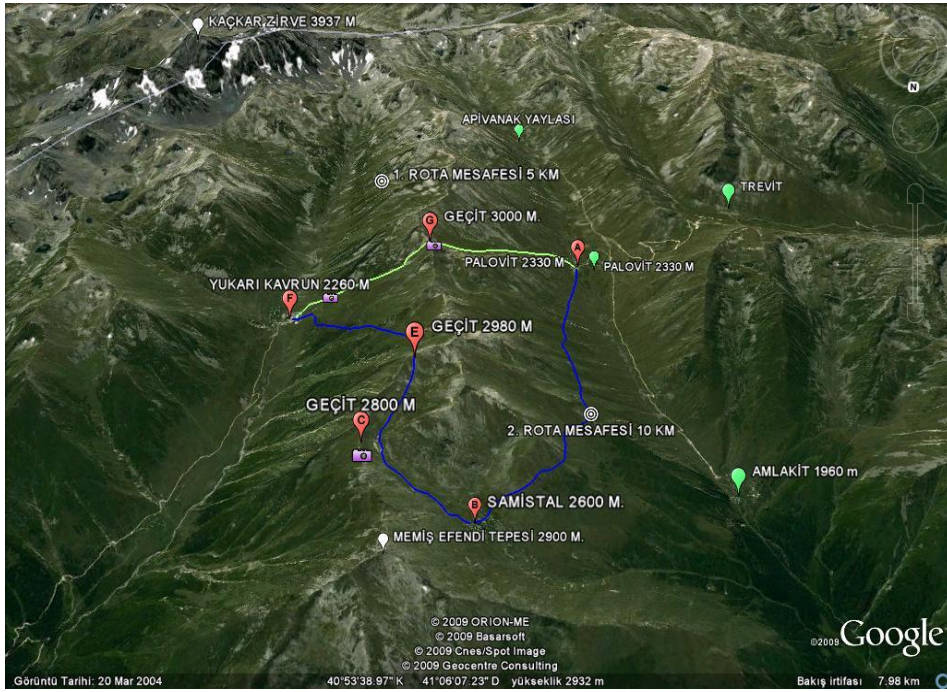 KAÇKAR ZİRVE 3937 M
N
APİVANAK YAYLASI
1. ROTA MESAFESİ 5 KM
TREVİT
GEÇİT 3000 M.
G
A
PALOVİT 2330 M
PALOVİT 2330 M
YUKARI KAVRUN 2260 M
F
GEÇİT 2980 M
E
GEÇİT 2800 M
C
2. ROTA MESAFESİ 10 KM
AMLAKİT 1960 m
SAMİSTAL 2600 M.
B
MEMİŞ EFENDİ TEPESİ 2900 M.
© 2009 ORION-ME
© 2009 Basarsoft
© 2009 Cnes/Spot Image
© 2009 Geocentre Consulting
©2009 Google
Görüntü Tarihi: 20 Mar 2004 40°53'38.97" K 41°06'07.23" D yükseklik 2932 m Bakış irtifası 7.98 km